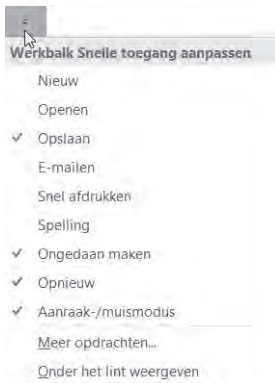 Werkbalk Snelle toegang aanpassen
Nieuw
Openen
Opslaan
E-mailen
Snel afdrukken
Spelling
Ongedaan maken
Opnieuw
Aanraak-/muismodus
Meer opdrachten...
Onder het lint weergeven